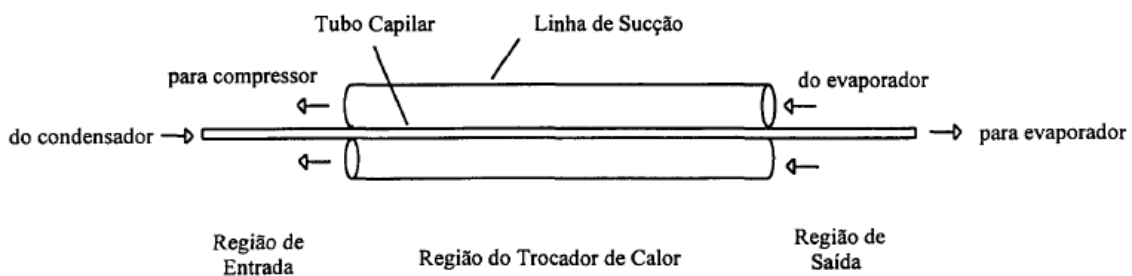 Tubo Capilar
Linha de Sucção
para compressor
do evaporador
do condensador
para evaporador
Região de
Entrada
Região do Trocador de Calor
Região de
Saída